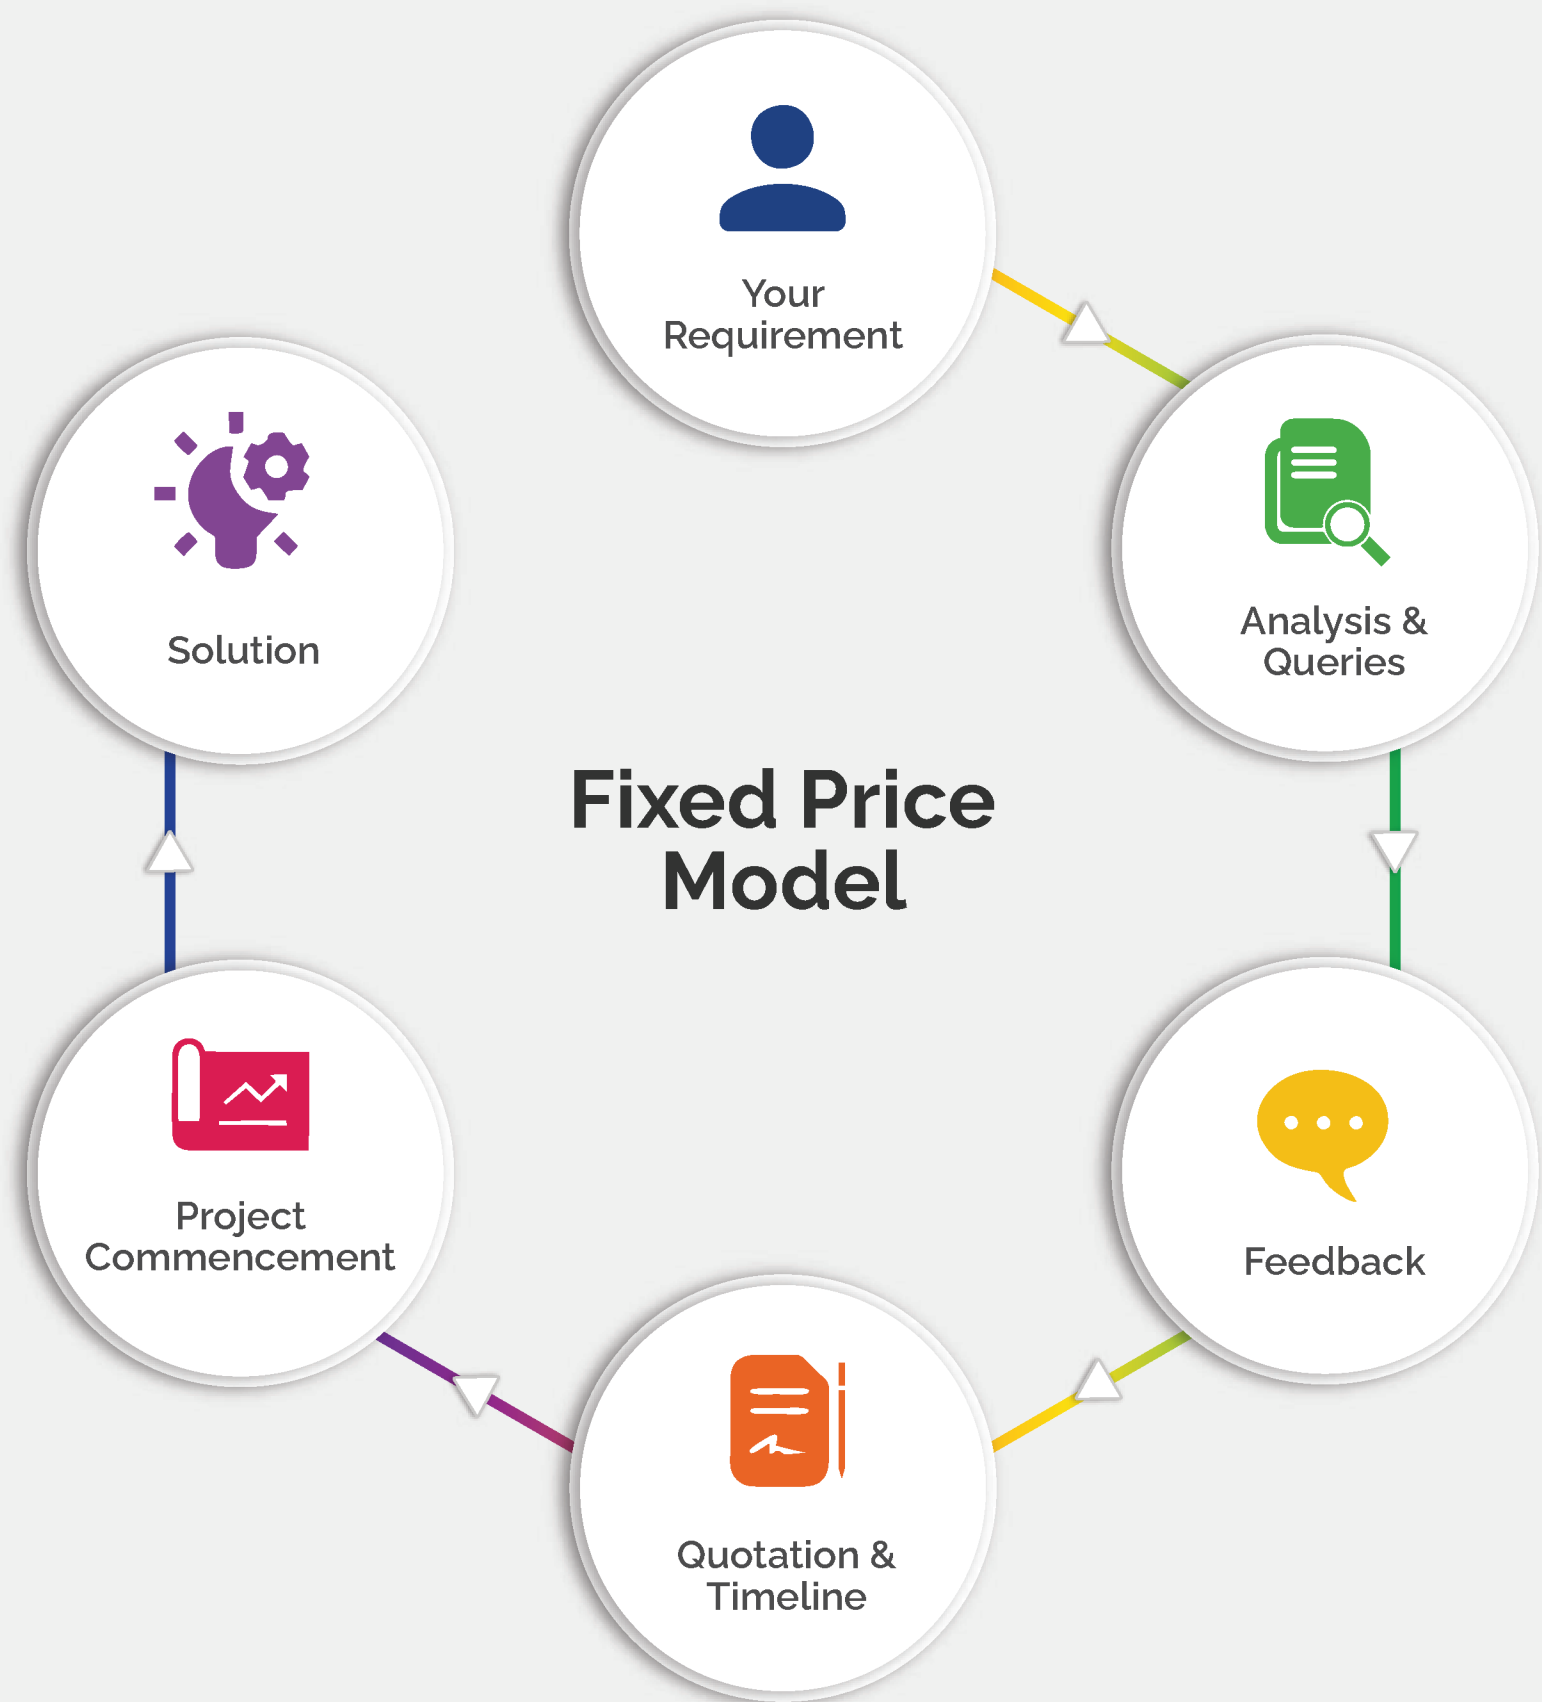 Your
Requirement
Analysis &
Queries
Feedback
Quotation &
Timeline
Project
Commencement
Solution
Fixed Price
Model